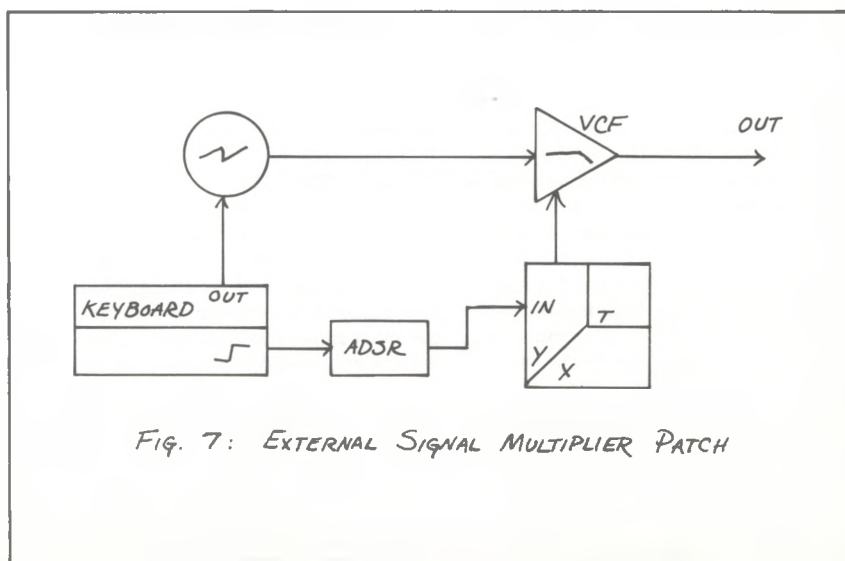 VCF
OUT
OUT
KEYBOARD
ADSR
IN
T
Y
X
FIG. 7: EXTERNAL SIGNAL MULTIPLIER PATCH